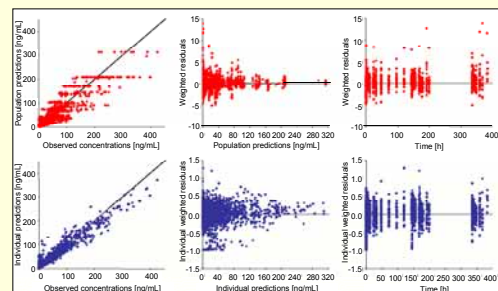 Population predictions [ng/mL]
400
300
200
100
0
0 100 200 300 400
Observed concentrations [ng/mL]
Weighted residuals
15
10
5
0
-5
-10
0 40 80 120 160 200 240 280 320
Population predictions [ng/mL]
Weighted residuals
15
10
5
0
-5
-10
0 50 100 150 200 250 300 350 400
Time [h]
Individual predictions [ng/mL]
400
300
200
100
0
0 100 200 300 400
Observed concentrations [ng/mL]
Individual weighted residuals
1.5
1.0
0.5
0
-0.5
-1.0
-1.5
0 40 80 120 160 200 240 280 320
Individual predictions [ng/mL]
Individual weighted residuals
1.5
1.0
0.5
0
-0.5
-1.0
-1.5
0 50 100 150 200 250 300 350 400
Time [h]